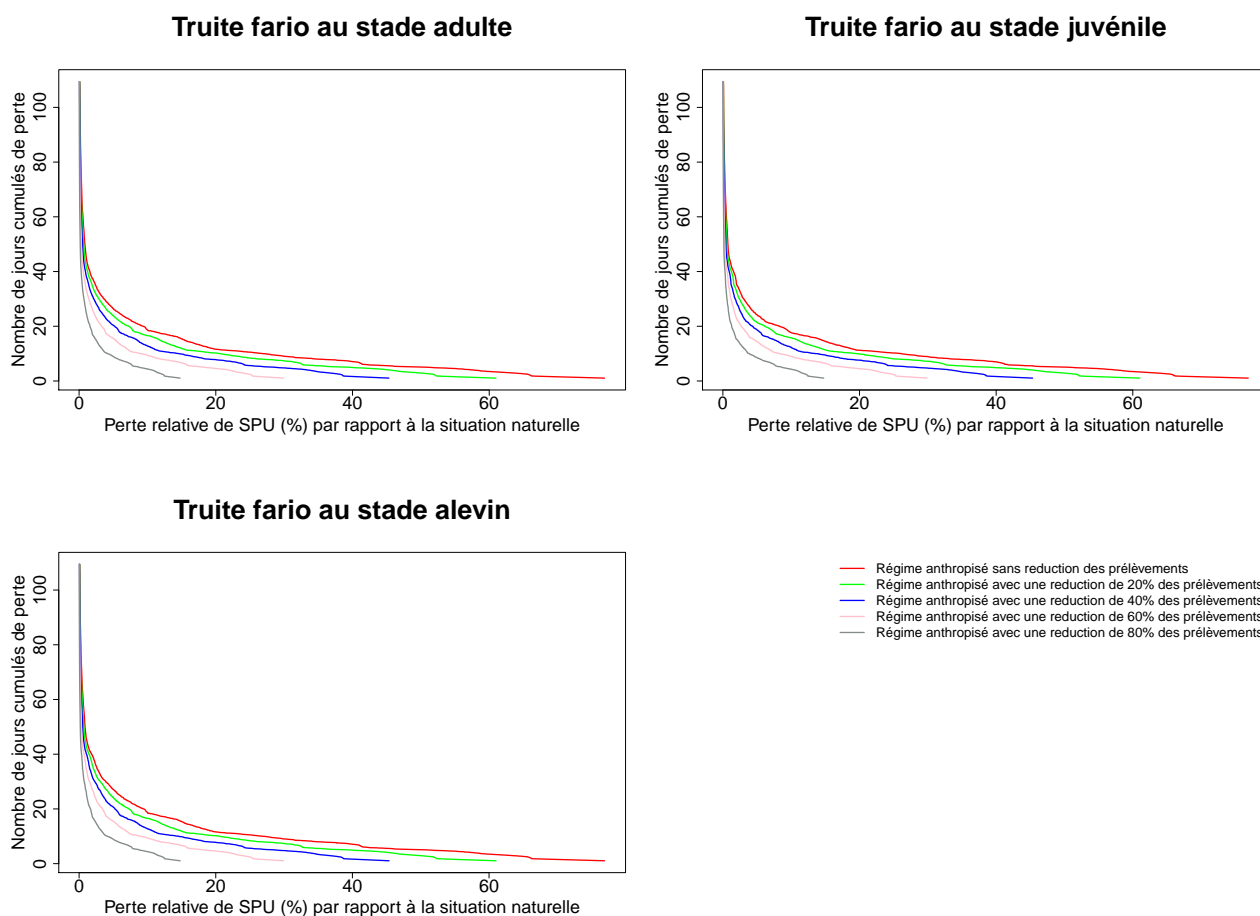 Truite fario au stade adulte
Nombre de jours cumulés de perte
0 20 40 60 80 100
0 20 40 60
Perte relative de SPU (%) par rapport à la situation naturelle
Truite fario au stade juvénile
Nombre de jours cumulés de perte
0 20 40 60 80 100
0 20 40 60
Perte relative de SPU (%) par rapport à la situation naturelle
Truite fario au stade alevin
Nombre de jours cumulés de perte
0 20 40 60 80 100
0 20 40 60
Perte relative de SPU (%) par rapport à la situation naturelle
Régime anthropisé sans reduction des prélèvements
Régime anthropisé avec une reduction de 20% des prélèvements
Régime anthropisé avec une reduction de 40% des prélèvements
Régime anthropisé avec une reduction de 60% des prélèvements
Régime anthropisé avec une reduction de 80% des prélèvements